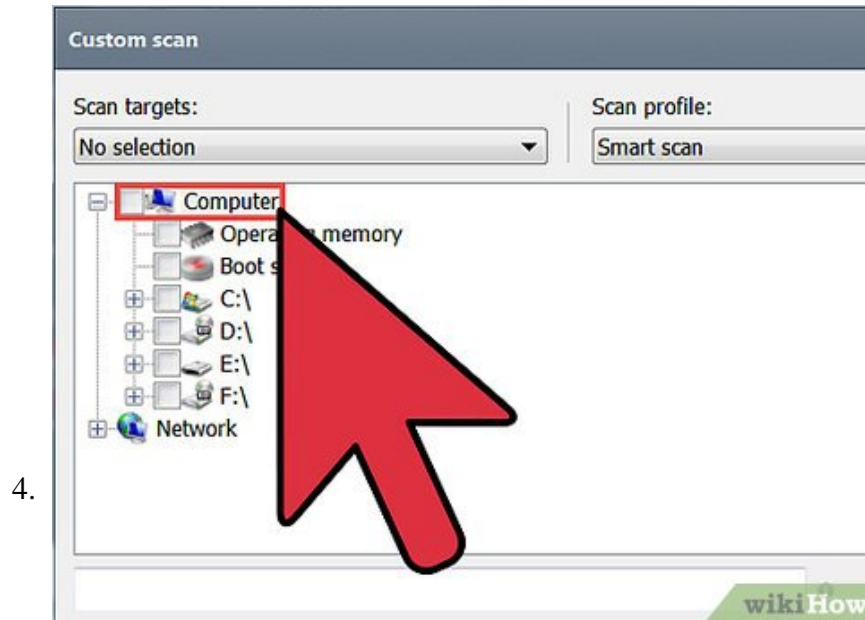 Custom scan
Scan targets:
Scan profile:
No selection
Smart scan
Computer
memory
Boot
C:\
D:\
E:\
F:\
Network
4.
wikiHow